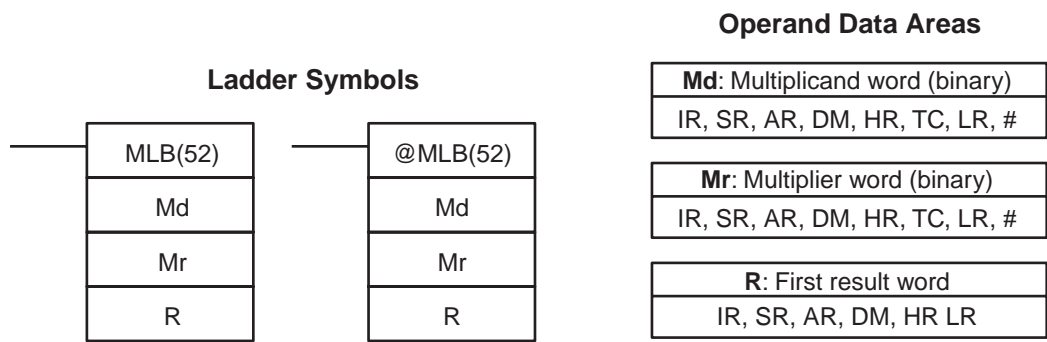 Ladder Symbols
MLB(52)
Md
Mr
R
@MLB(52)
Md
Mr
R
Operand Data Areas
Md: Multiplicand word (binary)
IR, SR, AR, DM, HR, TC, LR, #
Mr: Multiplier word (binary)
IR, SR, AR, DM, HR, TC, LR, #
R: First result word
IR, SR, AR, DM, HR LR